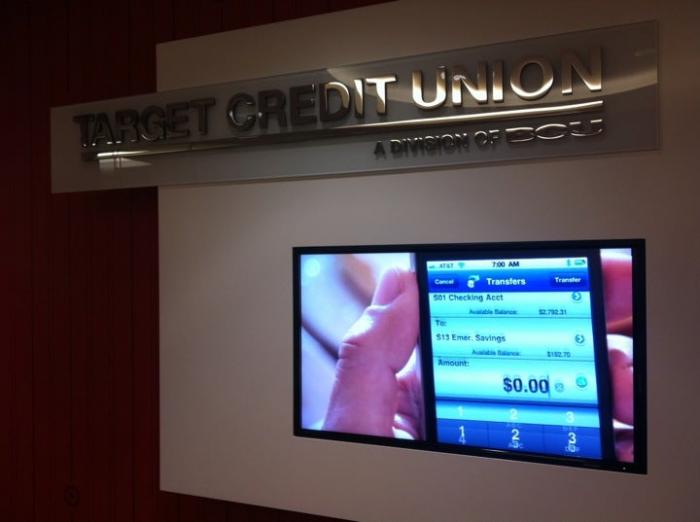 TARGET CREDIT UNION
A DIVISION OF BCU
AT&T 7:00 AM
Cancel Transfers Transfer
S01 Checking Acct
Available Balance: $2,792.31
To:
S13 Emer. Savings
Available Balance: $192.70
Amount:
$0.00
1 2 3
ABC DEF
1 2 3
4